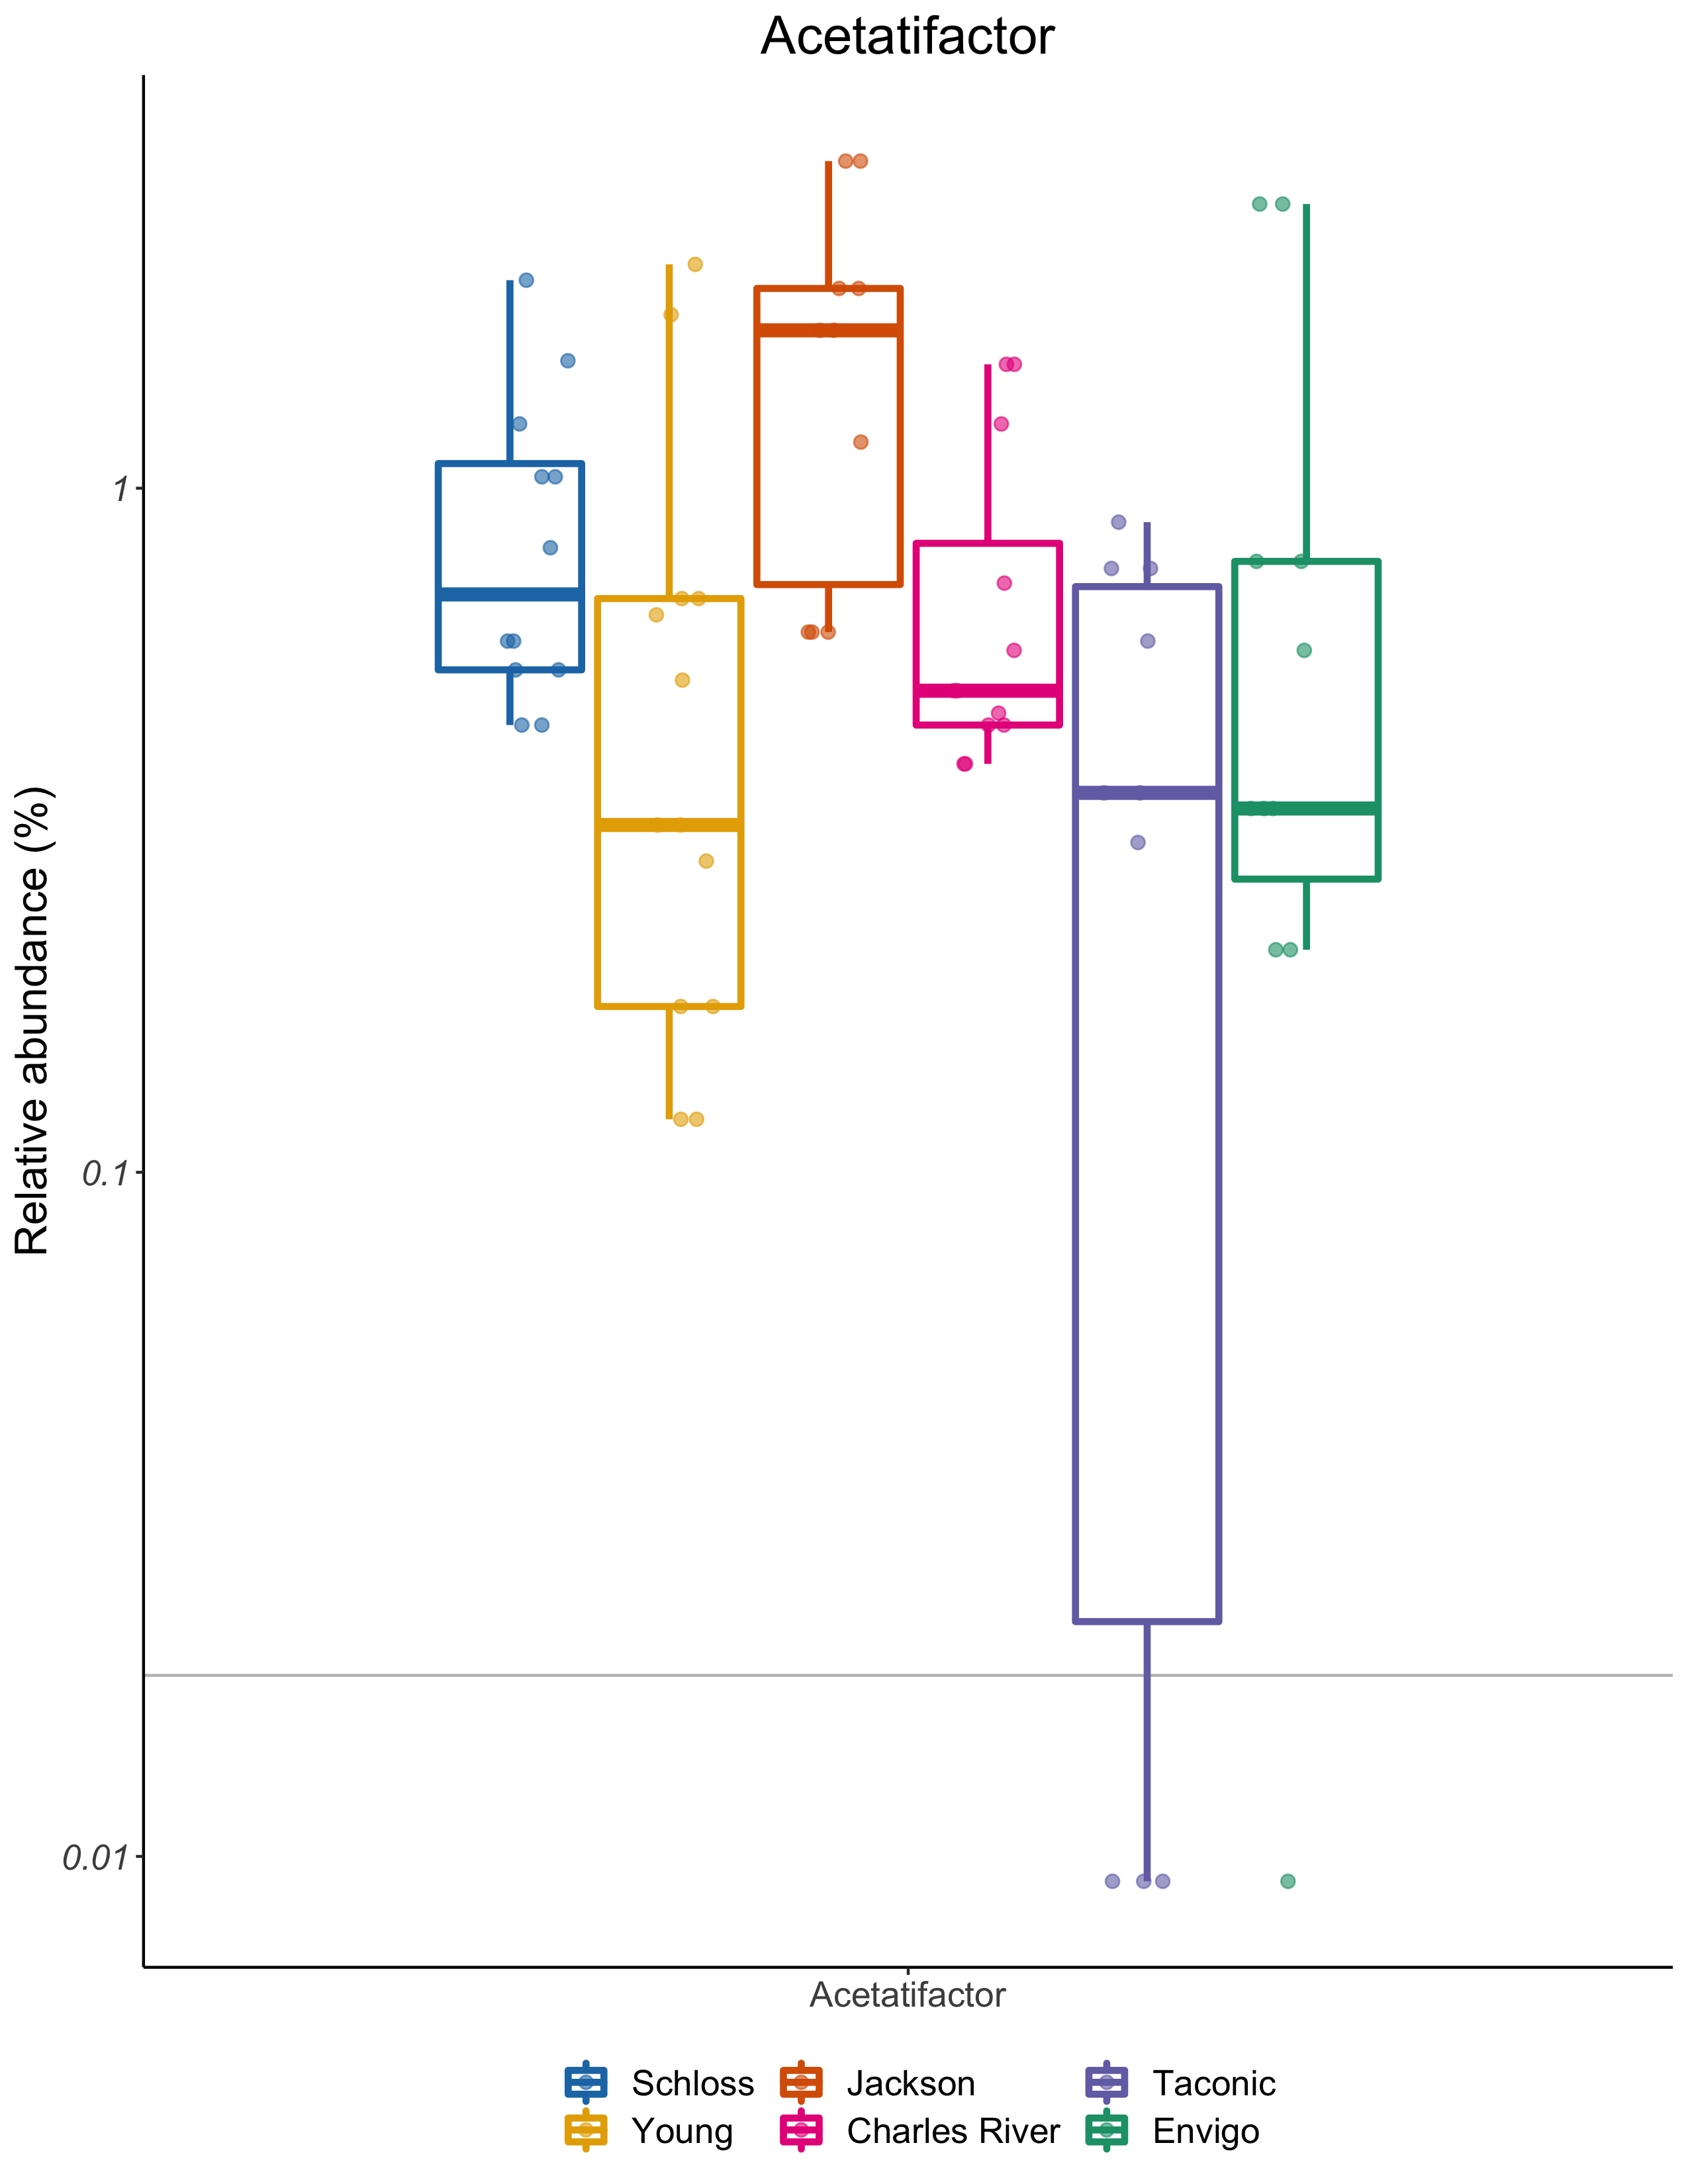 Acetatifactor
Relative abundance (%)
1
0.1
0.01
Acetatifactor
Schloss
Jackson
Taconic
Young
Charles River
Envigo